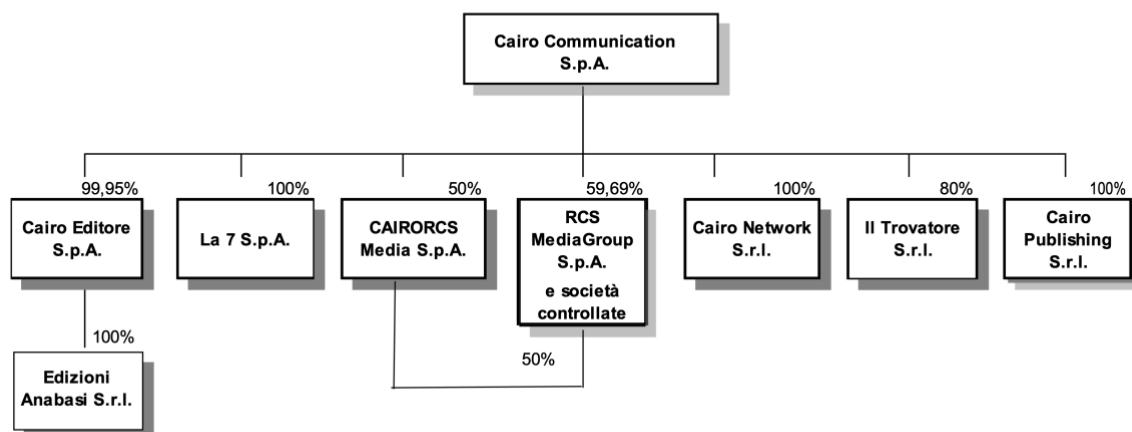 Cairo Communication
S.p.A.
99,95%
100%
50%
59,69%
100%
80%
100%
Cairo Editore
S.p.A.
La 7 S.p.A.
CAIRORCS
Media S.p.A.
RCS
MediaGroup
S.p.A.
e società
controllate
Cairo Network
S.r.l.
Il Trovatore
S.r.l.
Cairo
Publishing
S.r.l.
100%
50%
Edizioni
Anabasi S.r.l.